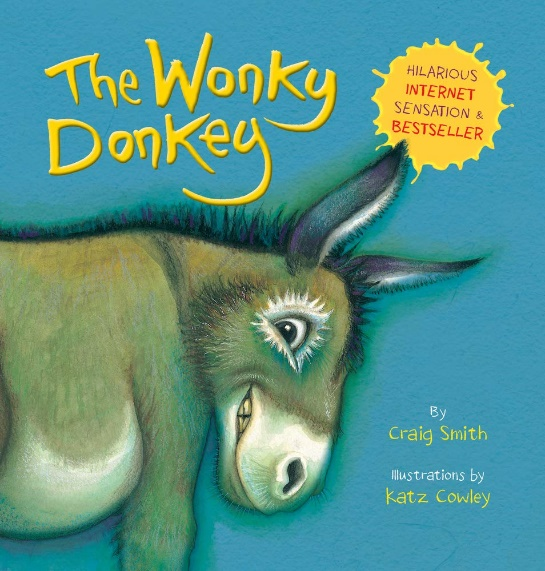 The Wonky
Donkey
HILARIOUS
INTERNET
SENSATION &
BESTSELLER
By
Craig Smith
Illustrations by
Katz Cowley